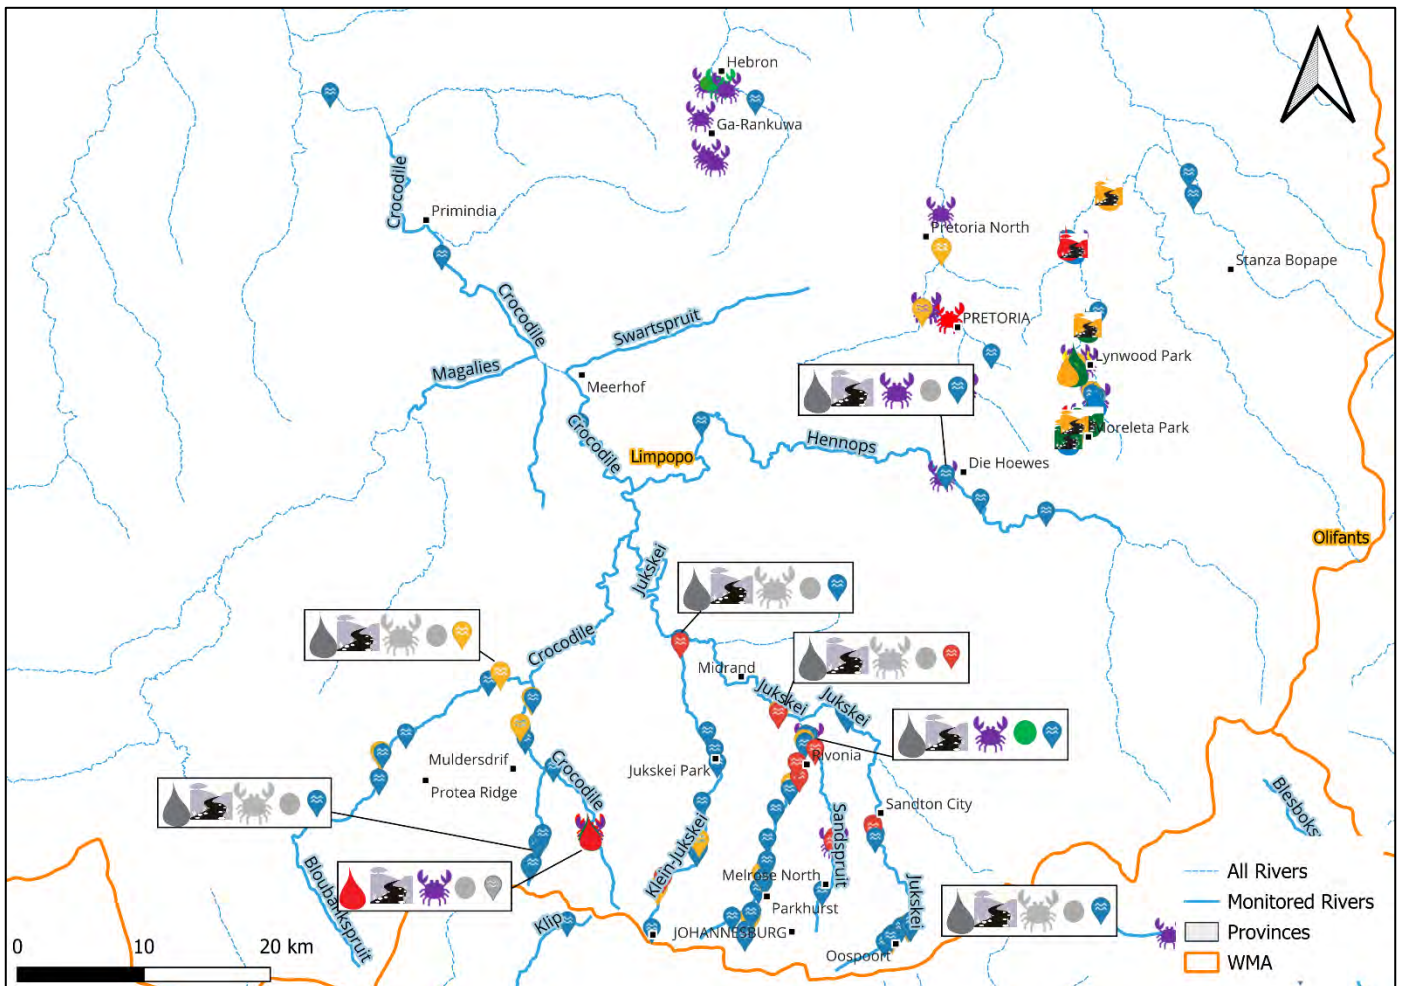 Hebron
Ga-Rankuwa
Crocodile
Primindia
Pretoria North
Stanza Bopape
Crocodile
Swartspruit
PRETORIA
Magalies
Meerhof
Lynwood Park
Crocodile
Limpopo
Hennops
Moreleta Park
Die Hoewes
Olifants
Jukskei
Crocodile
Midrand
Jukskei
Jukskei
Muldersdrif
Protea Ridge
Crocodile
Jukskei Park
Rivonia
Sandton City
Blesboks
Sandspruit
Klein-Jukskei
Melrose North
Parkhurst
Bloubankspruit
Klip
JOHANNESBURG
Jukskei
Oospoort
All Rivers
Monitored Rivers
Provinces
WMA
0 10 20 km